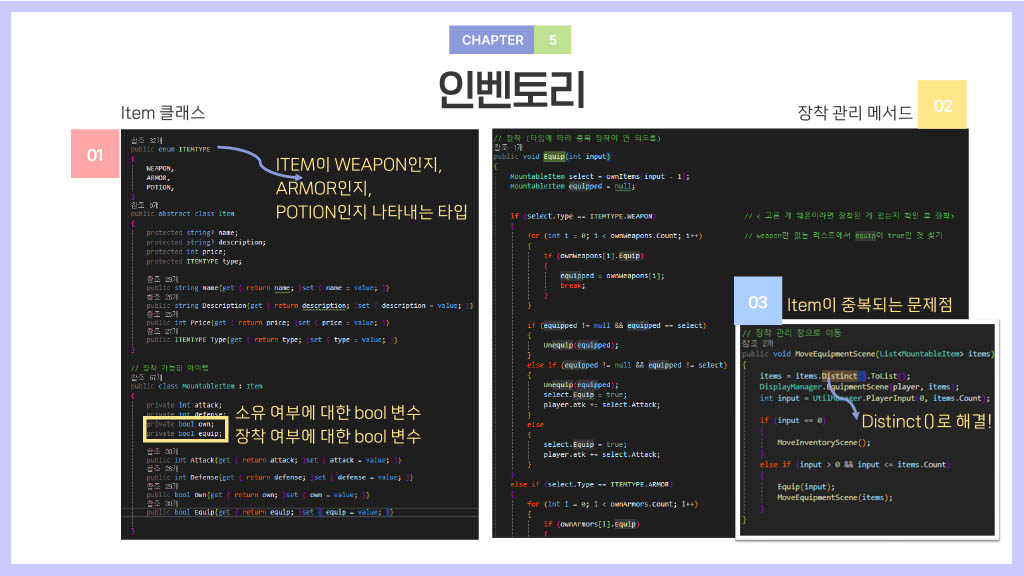 CHAPTER 5
인벤토리
Item 클래스
01
참조 32개
public enum ITEMTYPE
{
WEAPON,
ARMOR,
POTION,
}
ITEM이 WEAPON인지,
ARMOR인지,
POTION인지 나타내는 타입
public abstract class Item
{
protected string? name;
protected string? description;
protected int price;
protected ITEMTYPE type;
참조 29개
public string Name{get { return name; }set { name = value; }}
public string Description{get { return description; }set { description = value; }}
참조 25개
public int Price{get { return price; }set { price = value; }}
참조 27개
public ITEMTYPE Type{get { return type; }set { type = value; }}
}
// 장착 가능한 아이템
참조 67개
public class MountableItem : Item
{
private int attack;
private int defense;
private bool own;
private bool equip;
소유 여부에 대한 bool 변수
장착 여부에 대한 bool 변수
참조 30개
public int Attack{get { return attack; }set { attack = value; }}
참조 28개
public int Defense{get { return defense; }set { defense = value; }}
참조 29개
public bool Own{get { return own; }set { own = value; }}
참조 30개
public bool Equip{get { return equip; }set { equip = value; }}
}
장착 관리 메서드
02
// 장착 (타입에 따라 중복 장착이 안 되도록)
참조 1개
public void Equip(int input)
{
MountableItem select = ownItems[input - 1];
MountableItem equipped = null;
if (select.Type == ITEMTYPE.WEAPON) // < 고른 게 웨폰이라면 장착된 게 있는지 확인 후 장착>
{
for (int i = 0; i < ownWeapons.Count; i++) // weapon만 있는 리스트에서 equip이 true인 것 찾기
{
if (ownWeapons[i].Equip)
{
equipped = ownWeapons[i];
break;
}
}
if (equipped != null && equipped == select)
{
Unequip(equipped);
}
else if (equipped != null && equipped != select)
{
Unequip(equipped);
select.Equip = true;
player.atk += select.Attack;
}
else
{
select.Equip = true;
player.atk += select.Attack;
}
}
else if (select.Type == ITEMTYPE.ARMOR)
{
for (int i = 0; i < ownArmors.Count; i++)
{
if (ownArmors[i].Equip)
{
03
Item이 중복되는 문제점
// 장착 관리 창으로 이동
참조 2개
public void MoveEquipmentScene(List<MountableItem> items)
{
items = items.Distinct().ToList();
DisplayManager.EquipmentScene(player, items);
int input = UtilManager.PlayerInput(0, items.Count);
Distinct()로 해결!
if (input == 0)
{
MoveInventoryScene();
}
else if (input > 0 && input <= items.Count)
{
Equip(input);
MoveEquipmentScene(items);
}
}